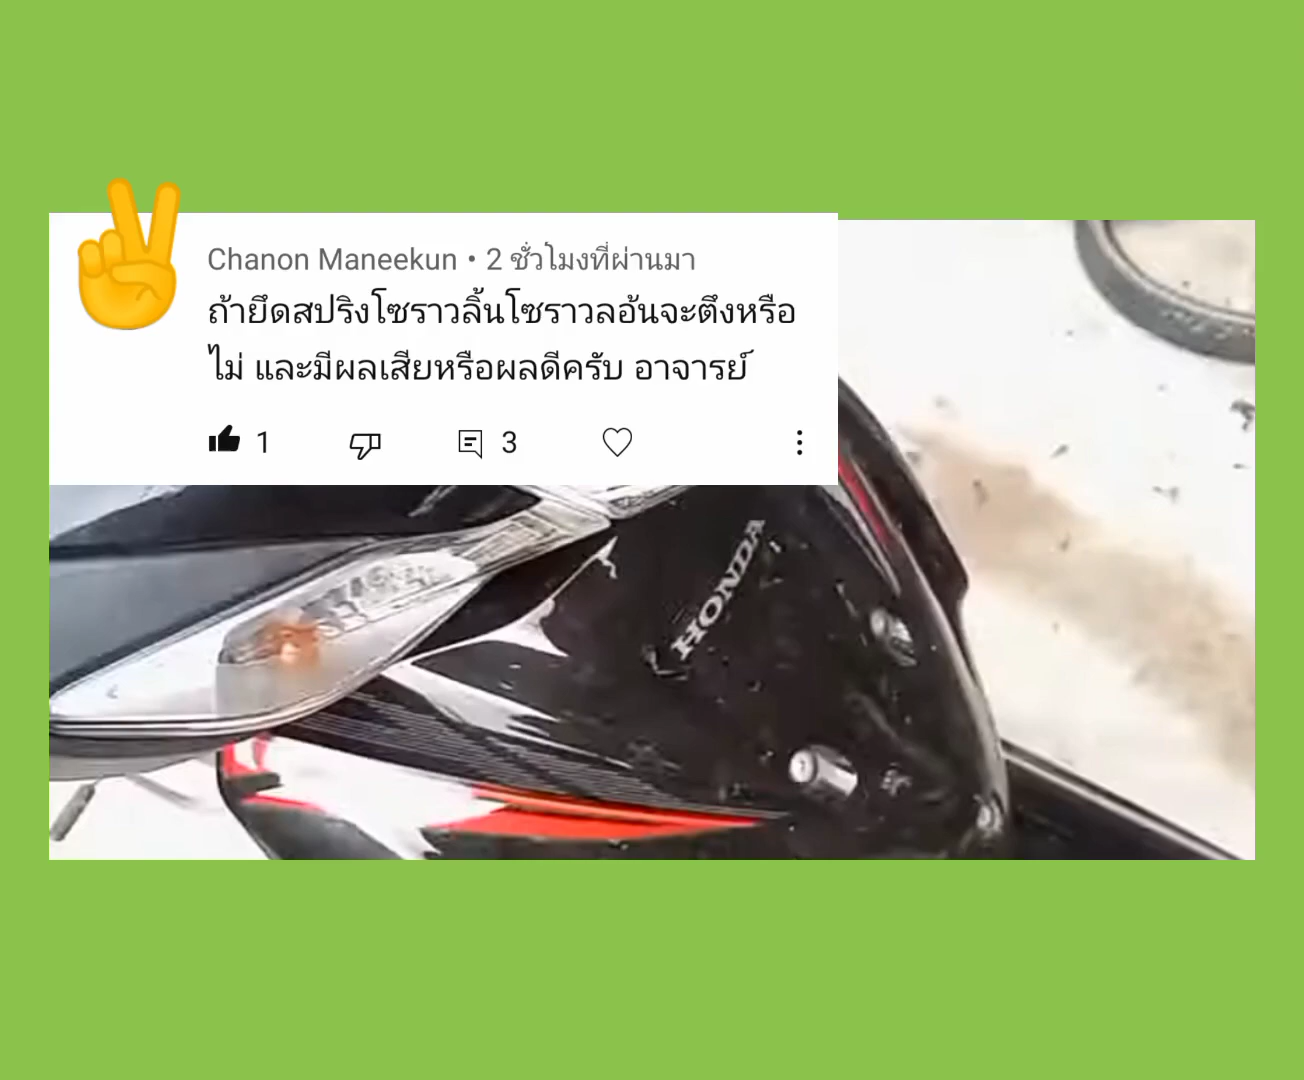 Chanon Maneekun • 2 ชั่วโมงที่ผ่านมา
ถ้ายืดสปริงโซราวลิ้นโซราวลอ้นจะตึงหรือ
ไม่ และมีผลเสียหรือผลดีครับ อาจารย์
1 3
HONDA